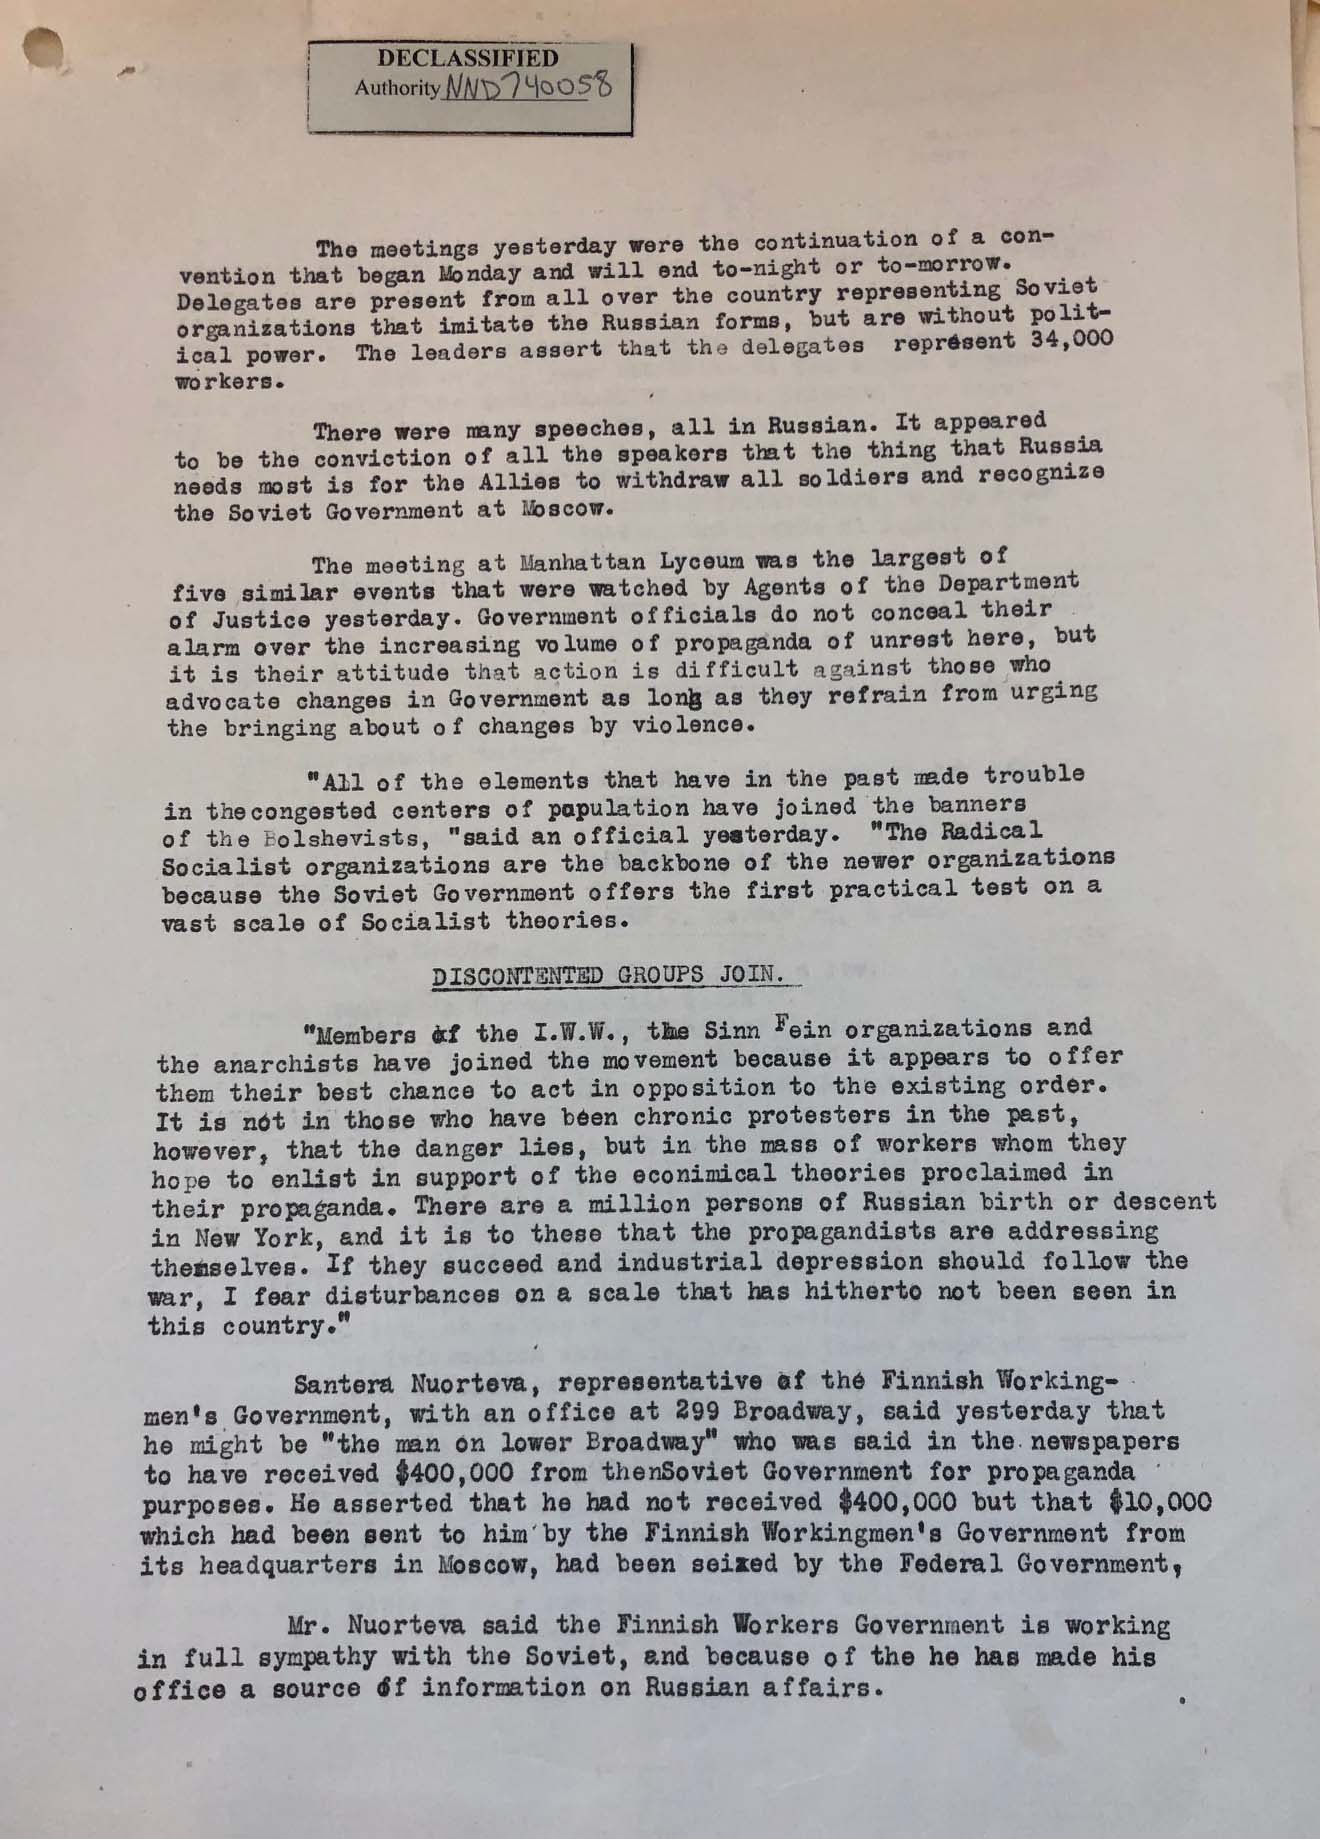 DECLASSIFIED
Authority NND740058
The meetings yesterday were the continuation of a con-
vention that began Monday and will end to-night or to-morrow.
Delegates are present from all over the country representing Soviet
organizations that imitate the Russian forms, but are without polit-
ical power. The leaders assert that the delegates represent 34,000
workers.
There were many speeches, all in Russian. It appeared
to be the conviction of all the speakers that the thing that Russia
needs most is for the Allies to withdraw all soldiers and recognize
the Soviet Government at Moscow.
The meeting at Manhattan Lyceum was the largest of
five similar events that were watched by Agents of the Department
of Justice yesterday. Government officials do not conceal their
alarm over the increasing volume of propaganda of unrest here, but
it is their attitude that action is difficult against those who
advocate changes in Government as long as they refrain from urging
the bringing about of changes by violence.
"All of the elements that have in the past made trouble
in thecongested centers of population have joined the banners
of the Bolshevists, "said an official yesterday. "The Radical
Socialist organizations are the backbone of the newer organizations
because the Soviet Government offers the first practical test on a
vast scale of Socialist theories.
DISCONTENTED GROUPS JOIN.
"Members of the I.W.W., the Sinn Fein organizations and
the anarchists have joined the movement because it appears to offer
them their best chance to act in opposition to the existing order.
It is not in those who have been chronic protesters in the past,
however, that the danger lies, but in the mass of workers whom they
hope to enlist in support of the econimical theories proclaimed in
their propaganda. There are a million persons of Russian birth or descent
in New York, and it is to these that the propagandists are addressing
themselves. If they succeed and industrial depression should follow the
war, I fear disturbances on a scale that has hitherto not been seen in
this country."
Santera Nuorteva, representative of the Finnish Working-
men's Government, with an office at 299 Broadway, said yesterday that
he might be "the man on lower Broadway" who was said in the newspapers
to have received $400,000 from thenSoviet Government for propaganda
purposes. He asserted that he had not received $400,000 but that $10,000
which had been sent to him by the Finnish Workingmen's Government from
its headquarters in Moscow, had been seized by the Federal Government,
Mr. Nuorteva said the Finnish Workers Government is working
in full sympathy with the Soviet, and because of the he has made his
office a source of information on Russian affairs.